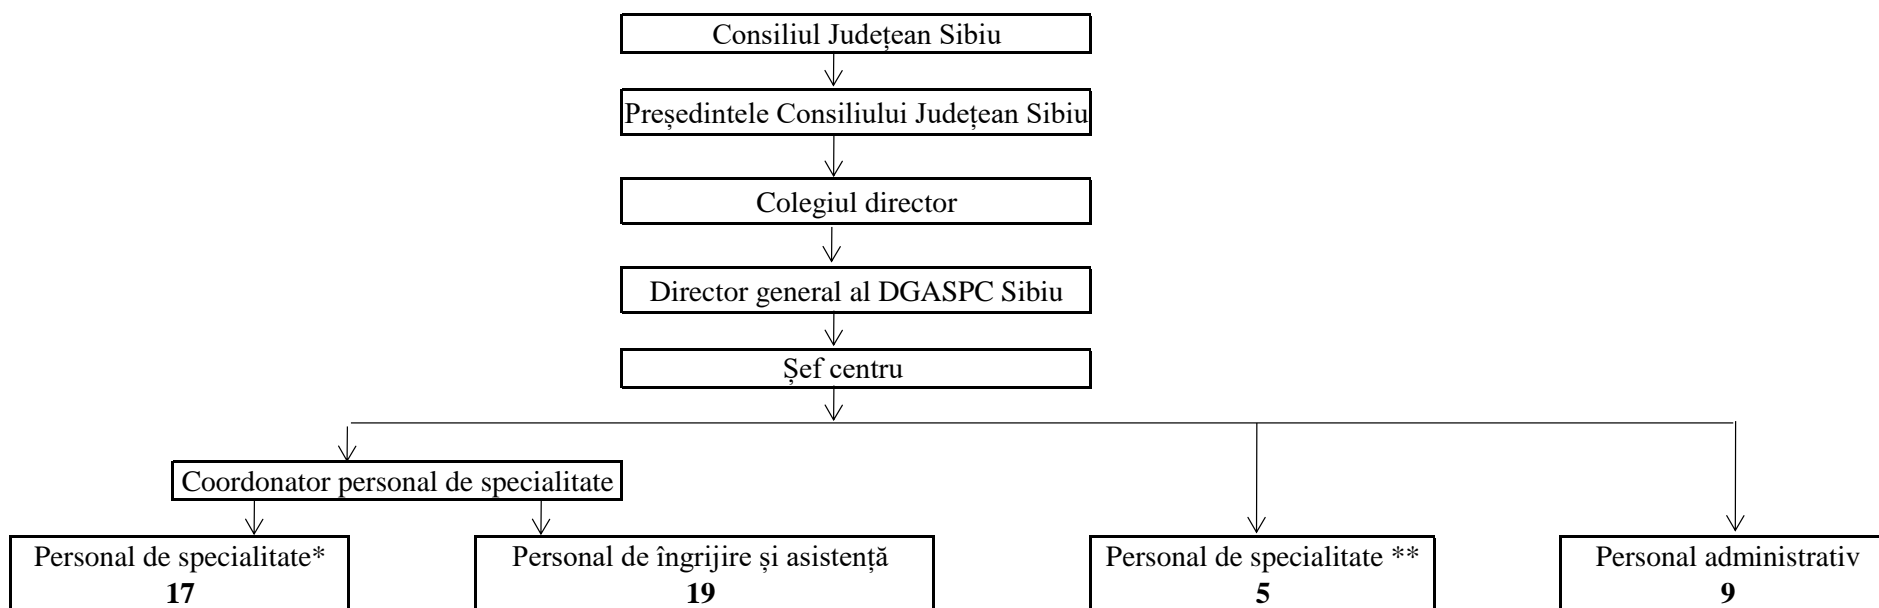 Consiliul Județean Sibiu
Președintele Consiliului Județean Sibiu
Colegiul director
Director general al DGASPC Sibiu
Șef centru
Coordonator personal de specialitate
Personal de specialitate*
17
Personal de îngrijire și asistență
19
Personal de specialitate **
5
Personal administrativ
9